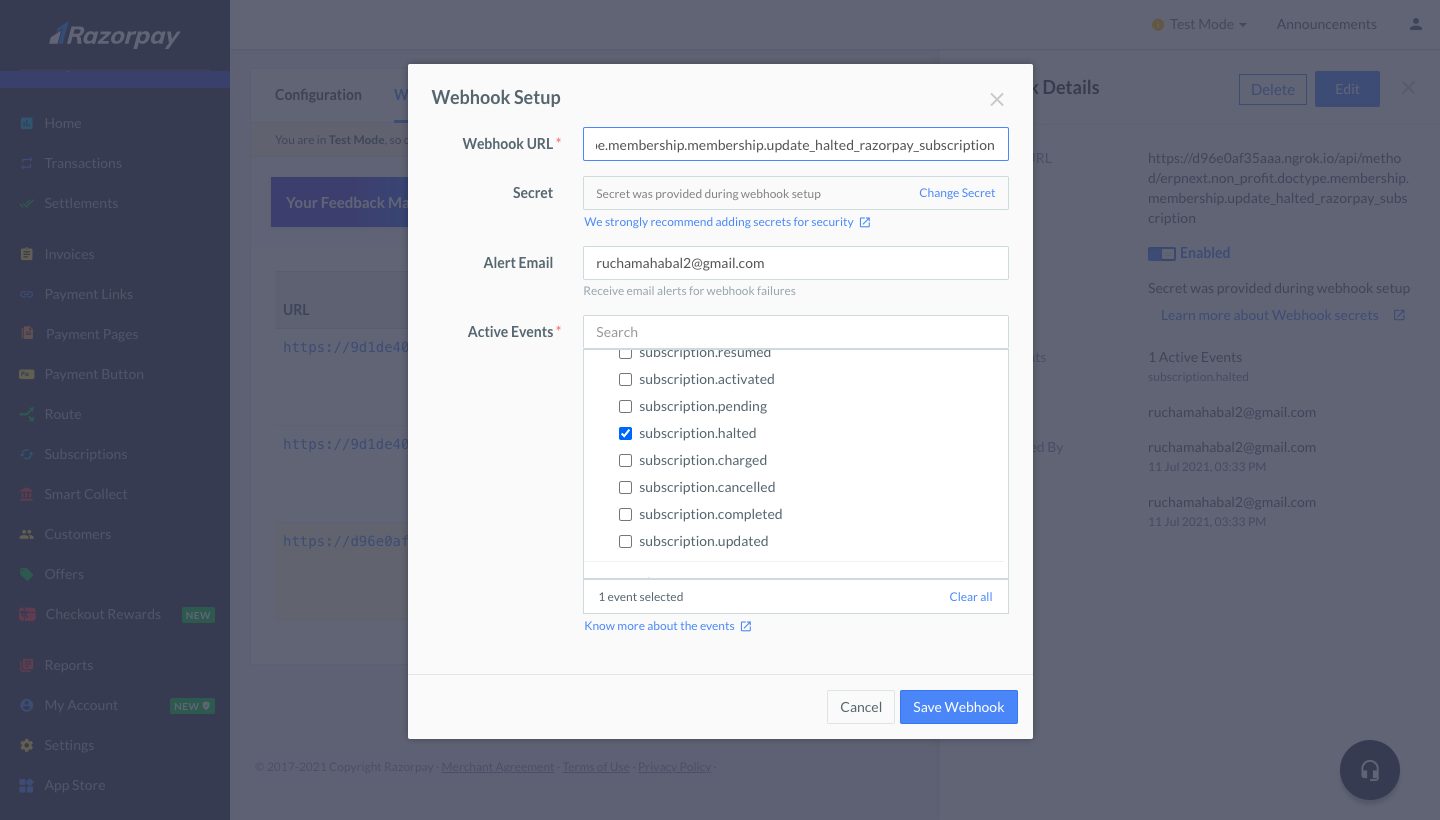 Razorpay
Home
Transactions
Settlements
Invoices
Payment Links
Payment Pages
Payment Button
Route
Subscriptions
Smart Collect
Customers
Offers
Checkout Rewards NEW
Reports
My Account NEW
Settings
App Store
Test Mode
Announcements
Configuration
You are in Test Mode, so
Your Feedback
URL
https://9d1de40
https://9d1de40
https://d96e0af
© 2017-2021 Copyright Razorpay · Merchant Agreement · Terms of Use · Privacy Policy ·
Webhook Setup
Webhook URL *
.membership.membership.update_halted_razorpay_subscription
Secret
Secret was provided during webhook setup
Change Secret
We strongly recommend adding secrets for security
Alert Email
ruchamahabal2@gmail.com
Receive email alerts for webhook failures
Active Events *
Search
subscription.resumed
subscription.activated
subscription.pending
subscription.halted
subscription.charged
subscription.cancelled
subscription.completed
subscription.updated
1 event selected
Clear all
Know more about the events
Cancel
Save Webhook
Details
Delete
Edit
URL
https://d96e0af35aaa.ngrok.io/api/metho
d/erpnext.non_profit.doctype.membership.
membership.update_halted_razorpay_subs
cription
Enabled
Secret was provided during webhook setup
Learn more about Webhook secrets
1 Active Events
subscription.halted
ruchamahabal2@gmail.com
By
ruchamahabal2@gmail.com
11 Jul 2021, 03:33 PM
ruchamahabal2@gmail.com
11 Jul 2021, 03:33 PM